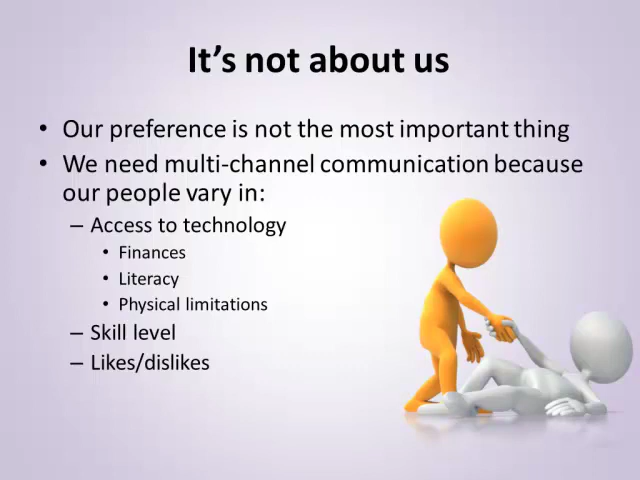 It's not about us
• Our preference is not the most important thing
• We need multi-channel communication because
our people vary in:
– Access to technology
• Finances
• Literacy
• Physical limitations
– Skill level
– Likes/dislikes